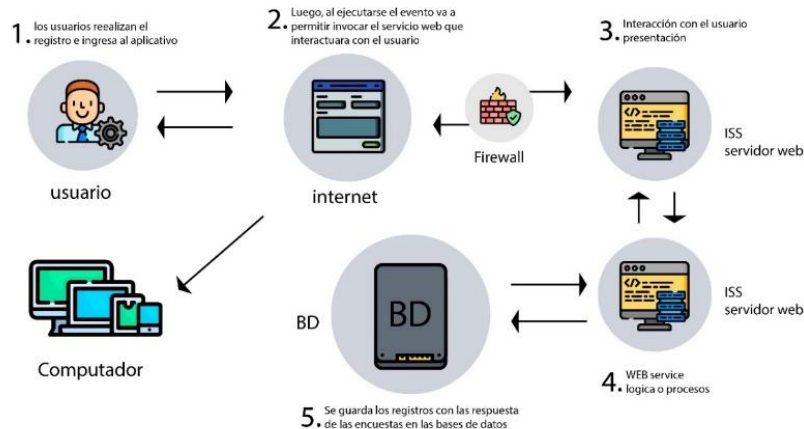 1. los usuarios reealizan el
registro e ingresa al aplicativo
2. Luego, al ejecutarse el evento va a
permitir invocar el servicio web que
interactuara con el usuario
3. Interacción con el usuario
presentación
usuario
internet
Firewall
ISS
servidor web
Computador
BD
BD
ISS
servidor web
4. WEB service
logica o procesos
5. Se guarda los registros con las respuesta
de las encuestas en las bases de datos